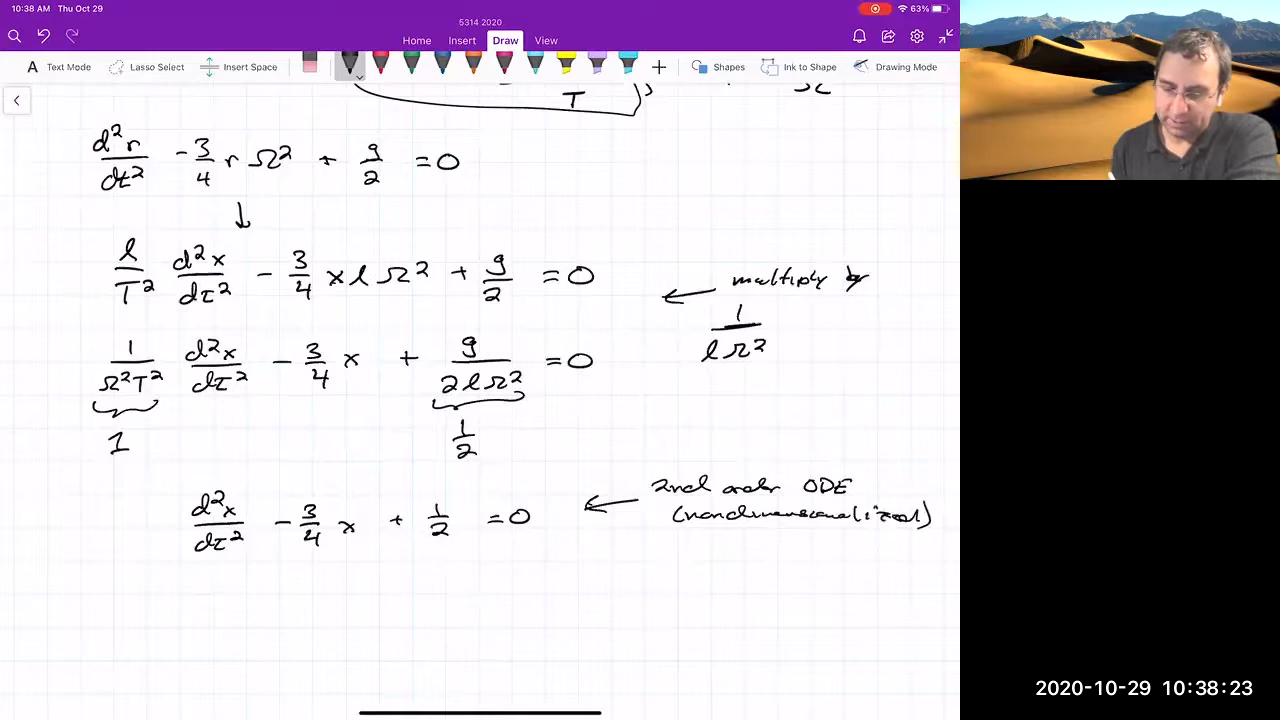 10:38 AM Thu Oct 29
63%
5314 2020
Home Insert Draw View
A Text Mode Lasso Select Insert Space + Shapes Ink to Shape Drawing Mode
T
d²r/dt² - 3/4 r Ω² + g/2 = 0
↓
l/T² d²x/dτ² - 3/4 x l Ω² + g/2 = 0
← multiply by
1/(l Ω²)
1/(Ω²T²) d²x/dτ² - 3/4 x + g/(2lΩ²) = 0
1 1/2
d²x/dτ² - 3/4 x + 1/2 = 0
← 2nd order ODE
(nondimensionalized)
2020-10-29 10:38:23